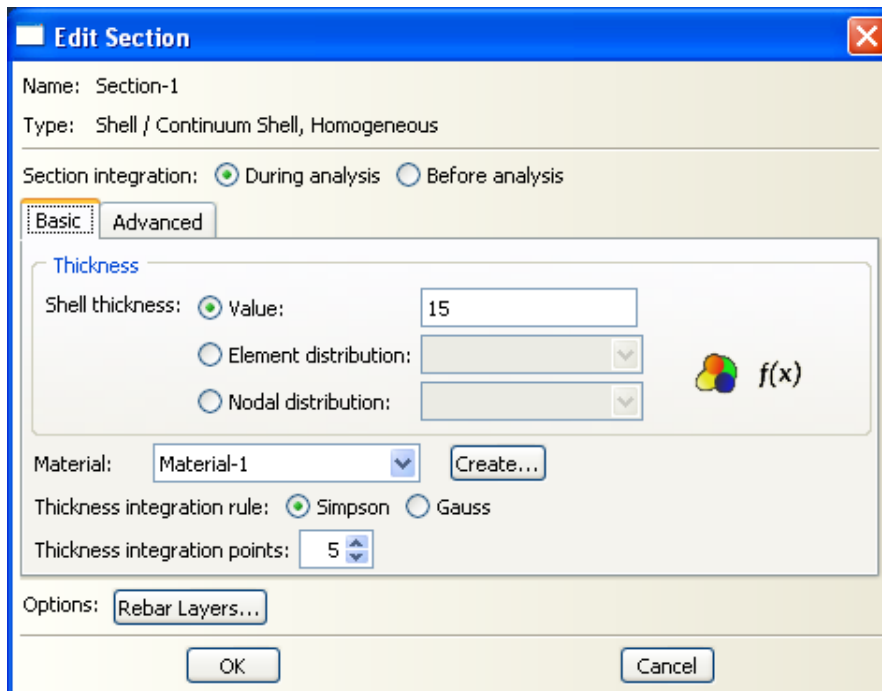 Edit Section
Name: Section-1
Type: Shell / Continuum Shell, Homogeneous
Section integration: During analysis Before analysis
Basic Advanced
Thickness
Shell thickness: Value: 15
Element distribution:
f(x)
Nodal distribution:
Material: Material-1 Create...
Thickness integration rule: Simpson Gauss
Thickness integration points: 5
Options: Rebar Layers...
OK Cancel